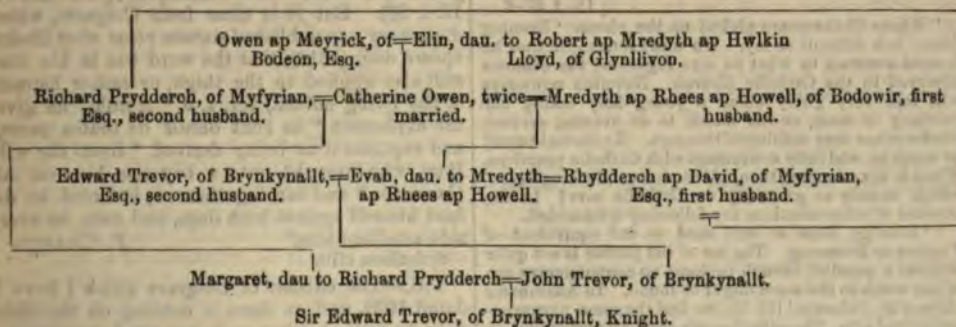 Owen ap Meyrick, of Elin, dau. to Robert ap Mredyth ap Hwlkin
Bodeon, Esq. Lloyd, of Glynllivon.
Richard Prydderch, of Myfyrian, Catherine Owen, twice Mredyth ap Rhees ap Howell, of Bodowir, first
Esq., second husband. married. husband.
Edward Trevor, of Brynkynallt, Evah, dau. to Mredyth Rhydderch ap David, of Myfyrian,
Esq., second husband. ap Rhees ap Howell. Esq., first husband.
Margaret, dau to Richard Prydderch John Trevor, of Brynkynallt.
Sir Edward Trevor, of Brynkynallt, Knight.